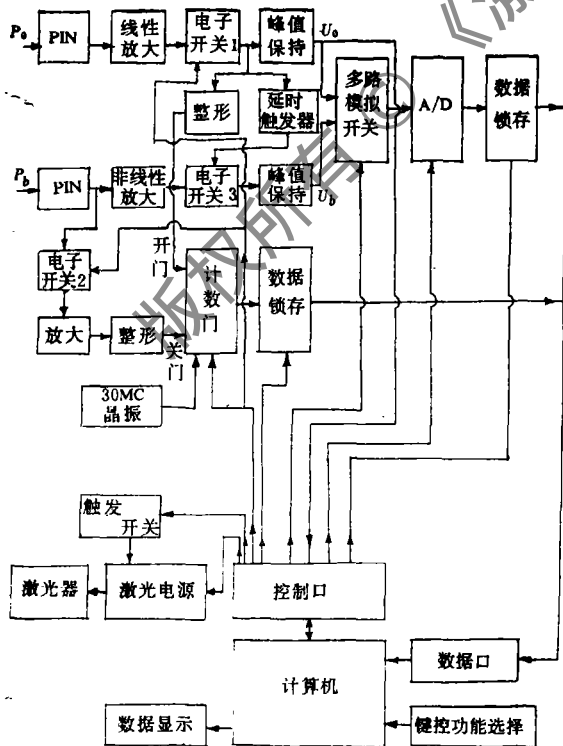 P₀
PIN
线性
放大
电子
开关1
峰值
保持
U₀
多路
模拟
开关
A/D
数据
锁存
整形
延时
触发器
P_b
PIN
非线性
放大
电子
开关3
峰值
保持
U_b
电子
开关2
开
门
计
数
门
数据
锁存
放大
整形
关
门
30MC
晶振
触发
开关
激光器
激光电源
控制口
计算机
数据口
数据显示
键控功能选择
版权所有 © 《激